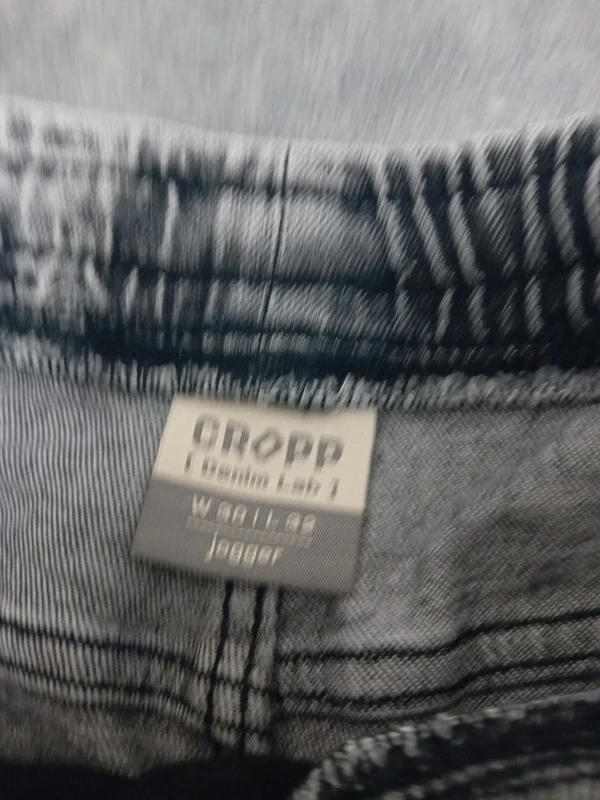 CROPP
[ Denim Lab ]
jogger